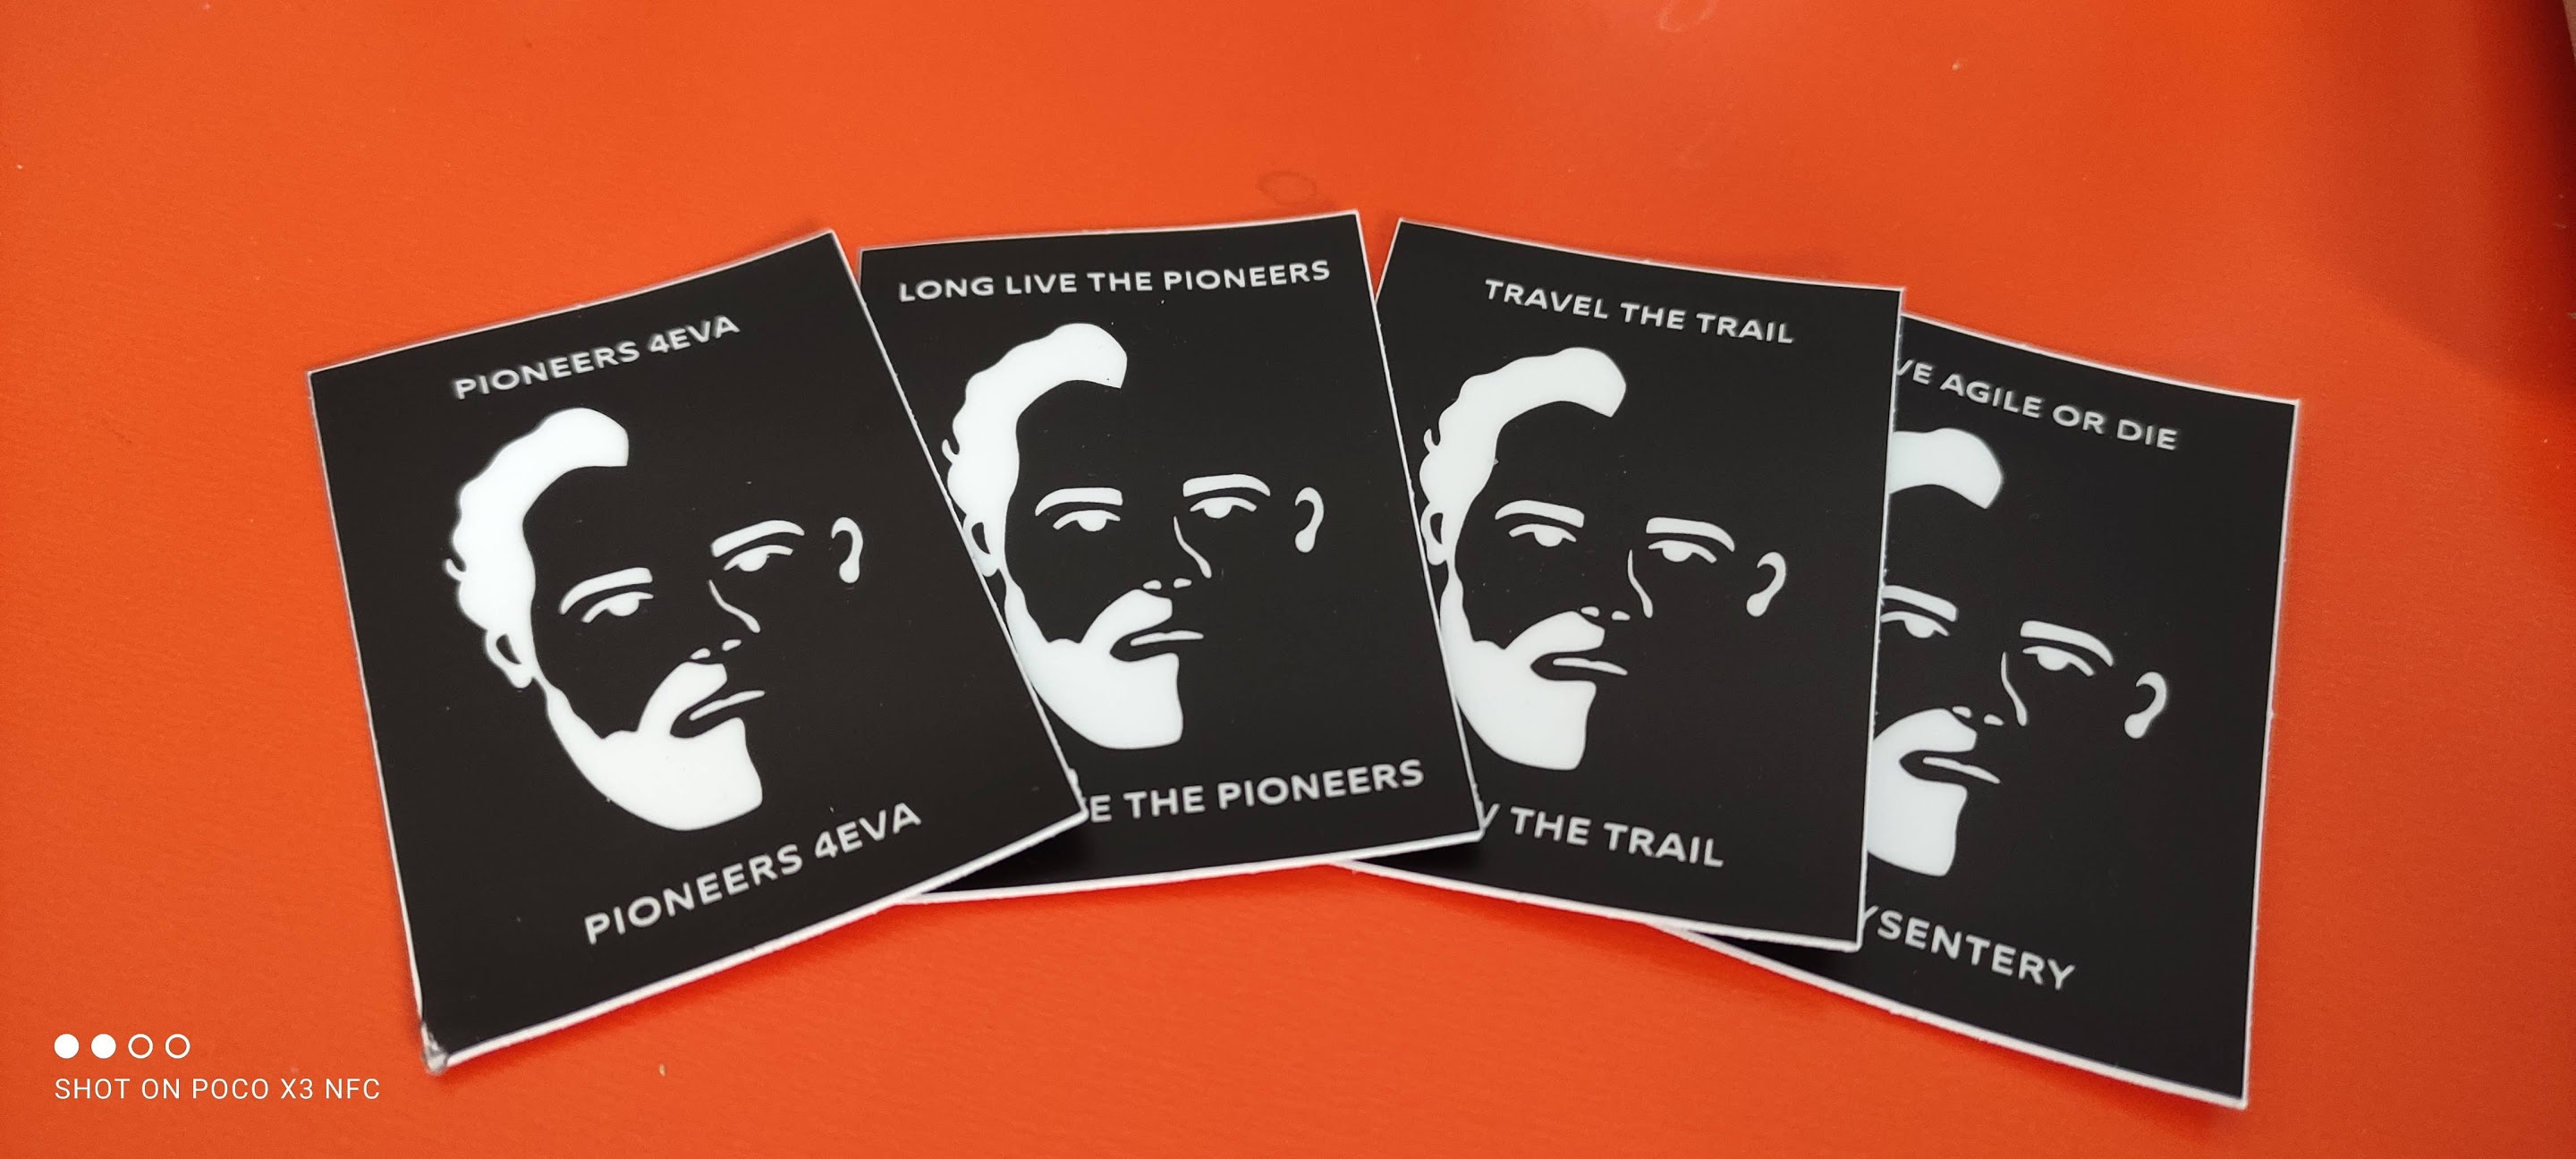 PIONEERS 4EVA
PIONEERS 4EVA
LONG LIVE THE PIONEERS
THE PIONEERS
TRAVEL THE TRAIL
THE TRAIL
AGILE OR DIE
YSENTERY
SHOT ON POCO X3 NFC